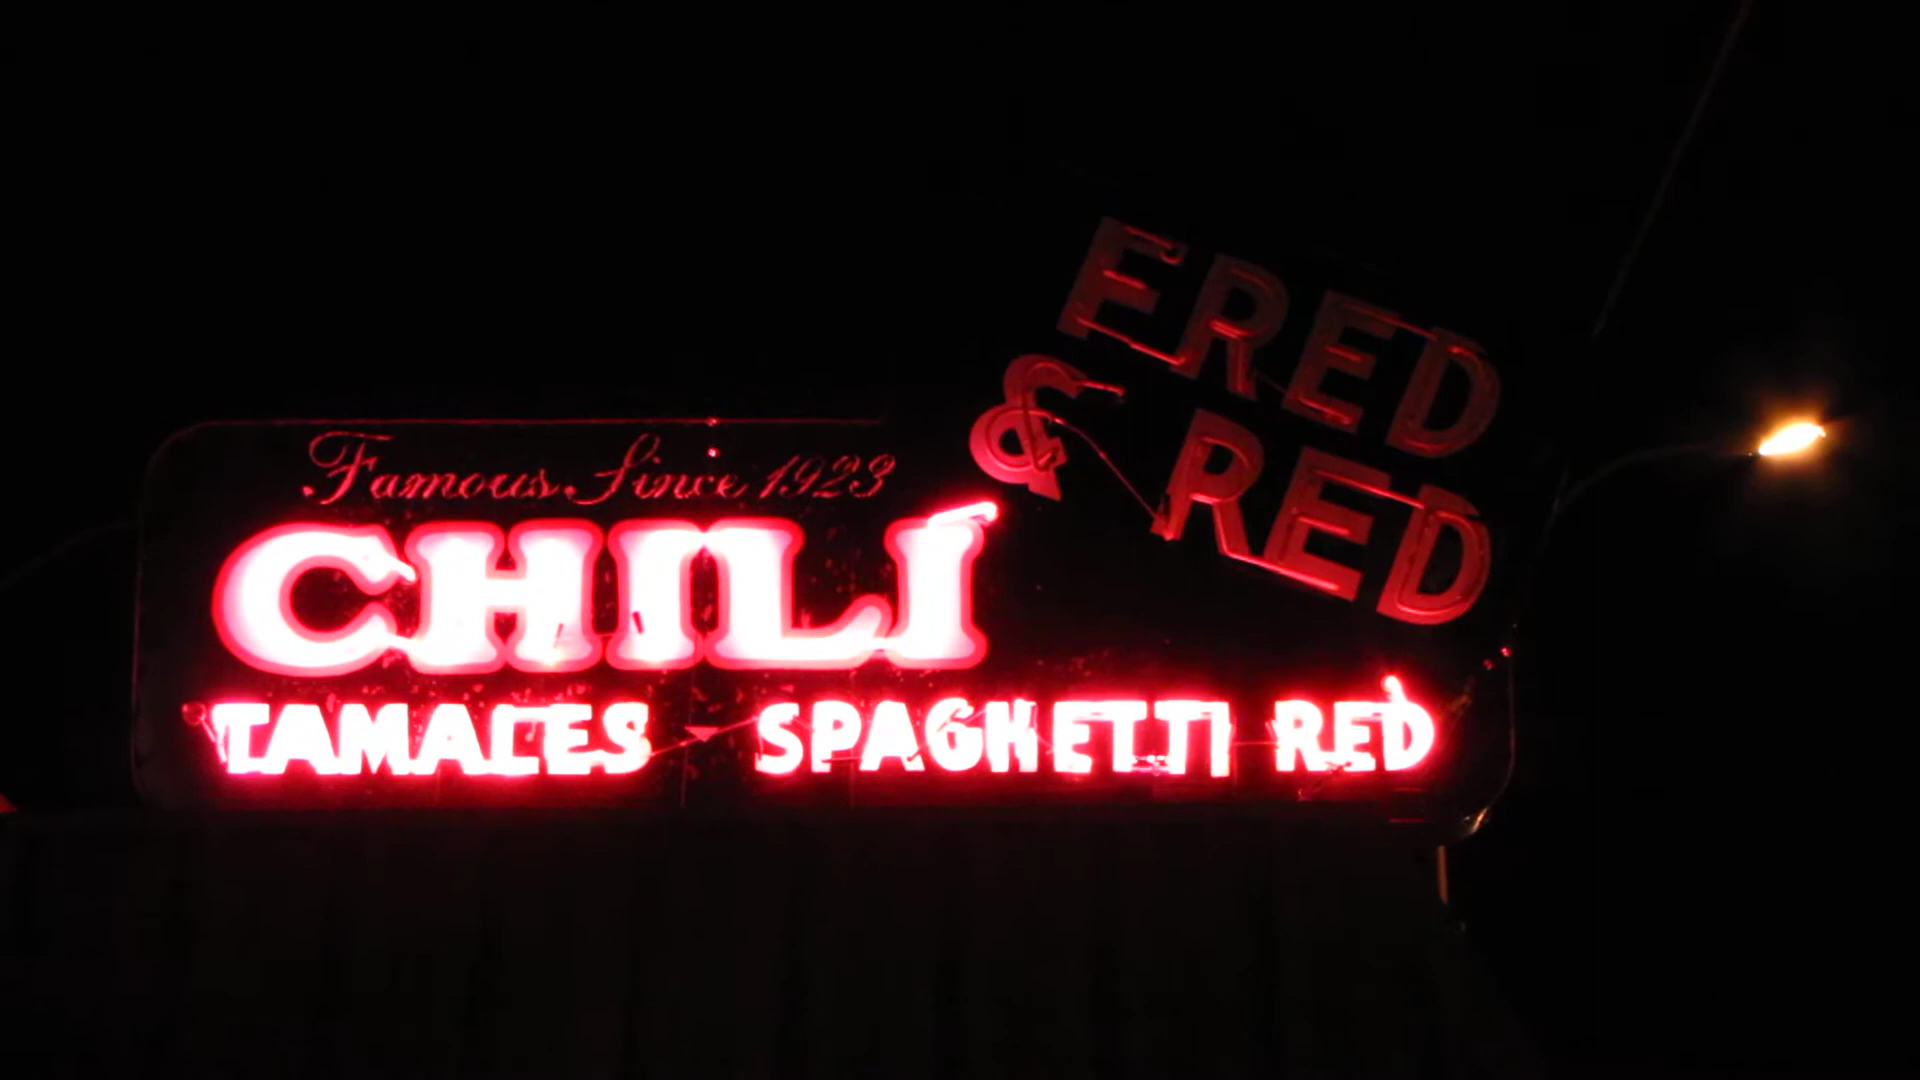 FRED
& RED
Famous Since 1923
CHILI
TAMALES SPAGHETTI RED